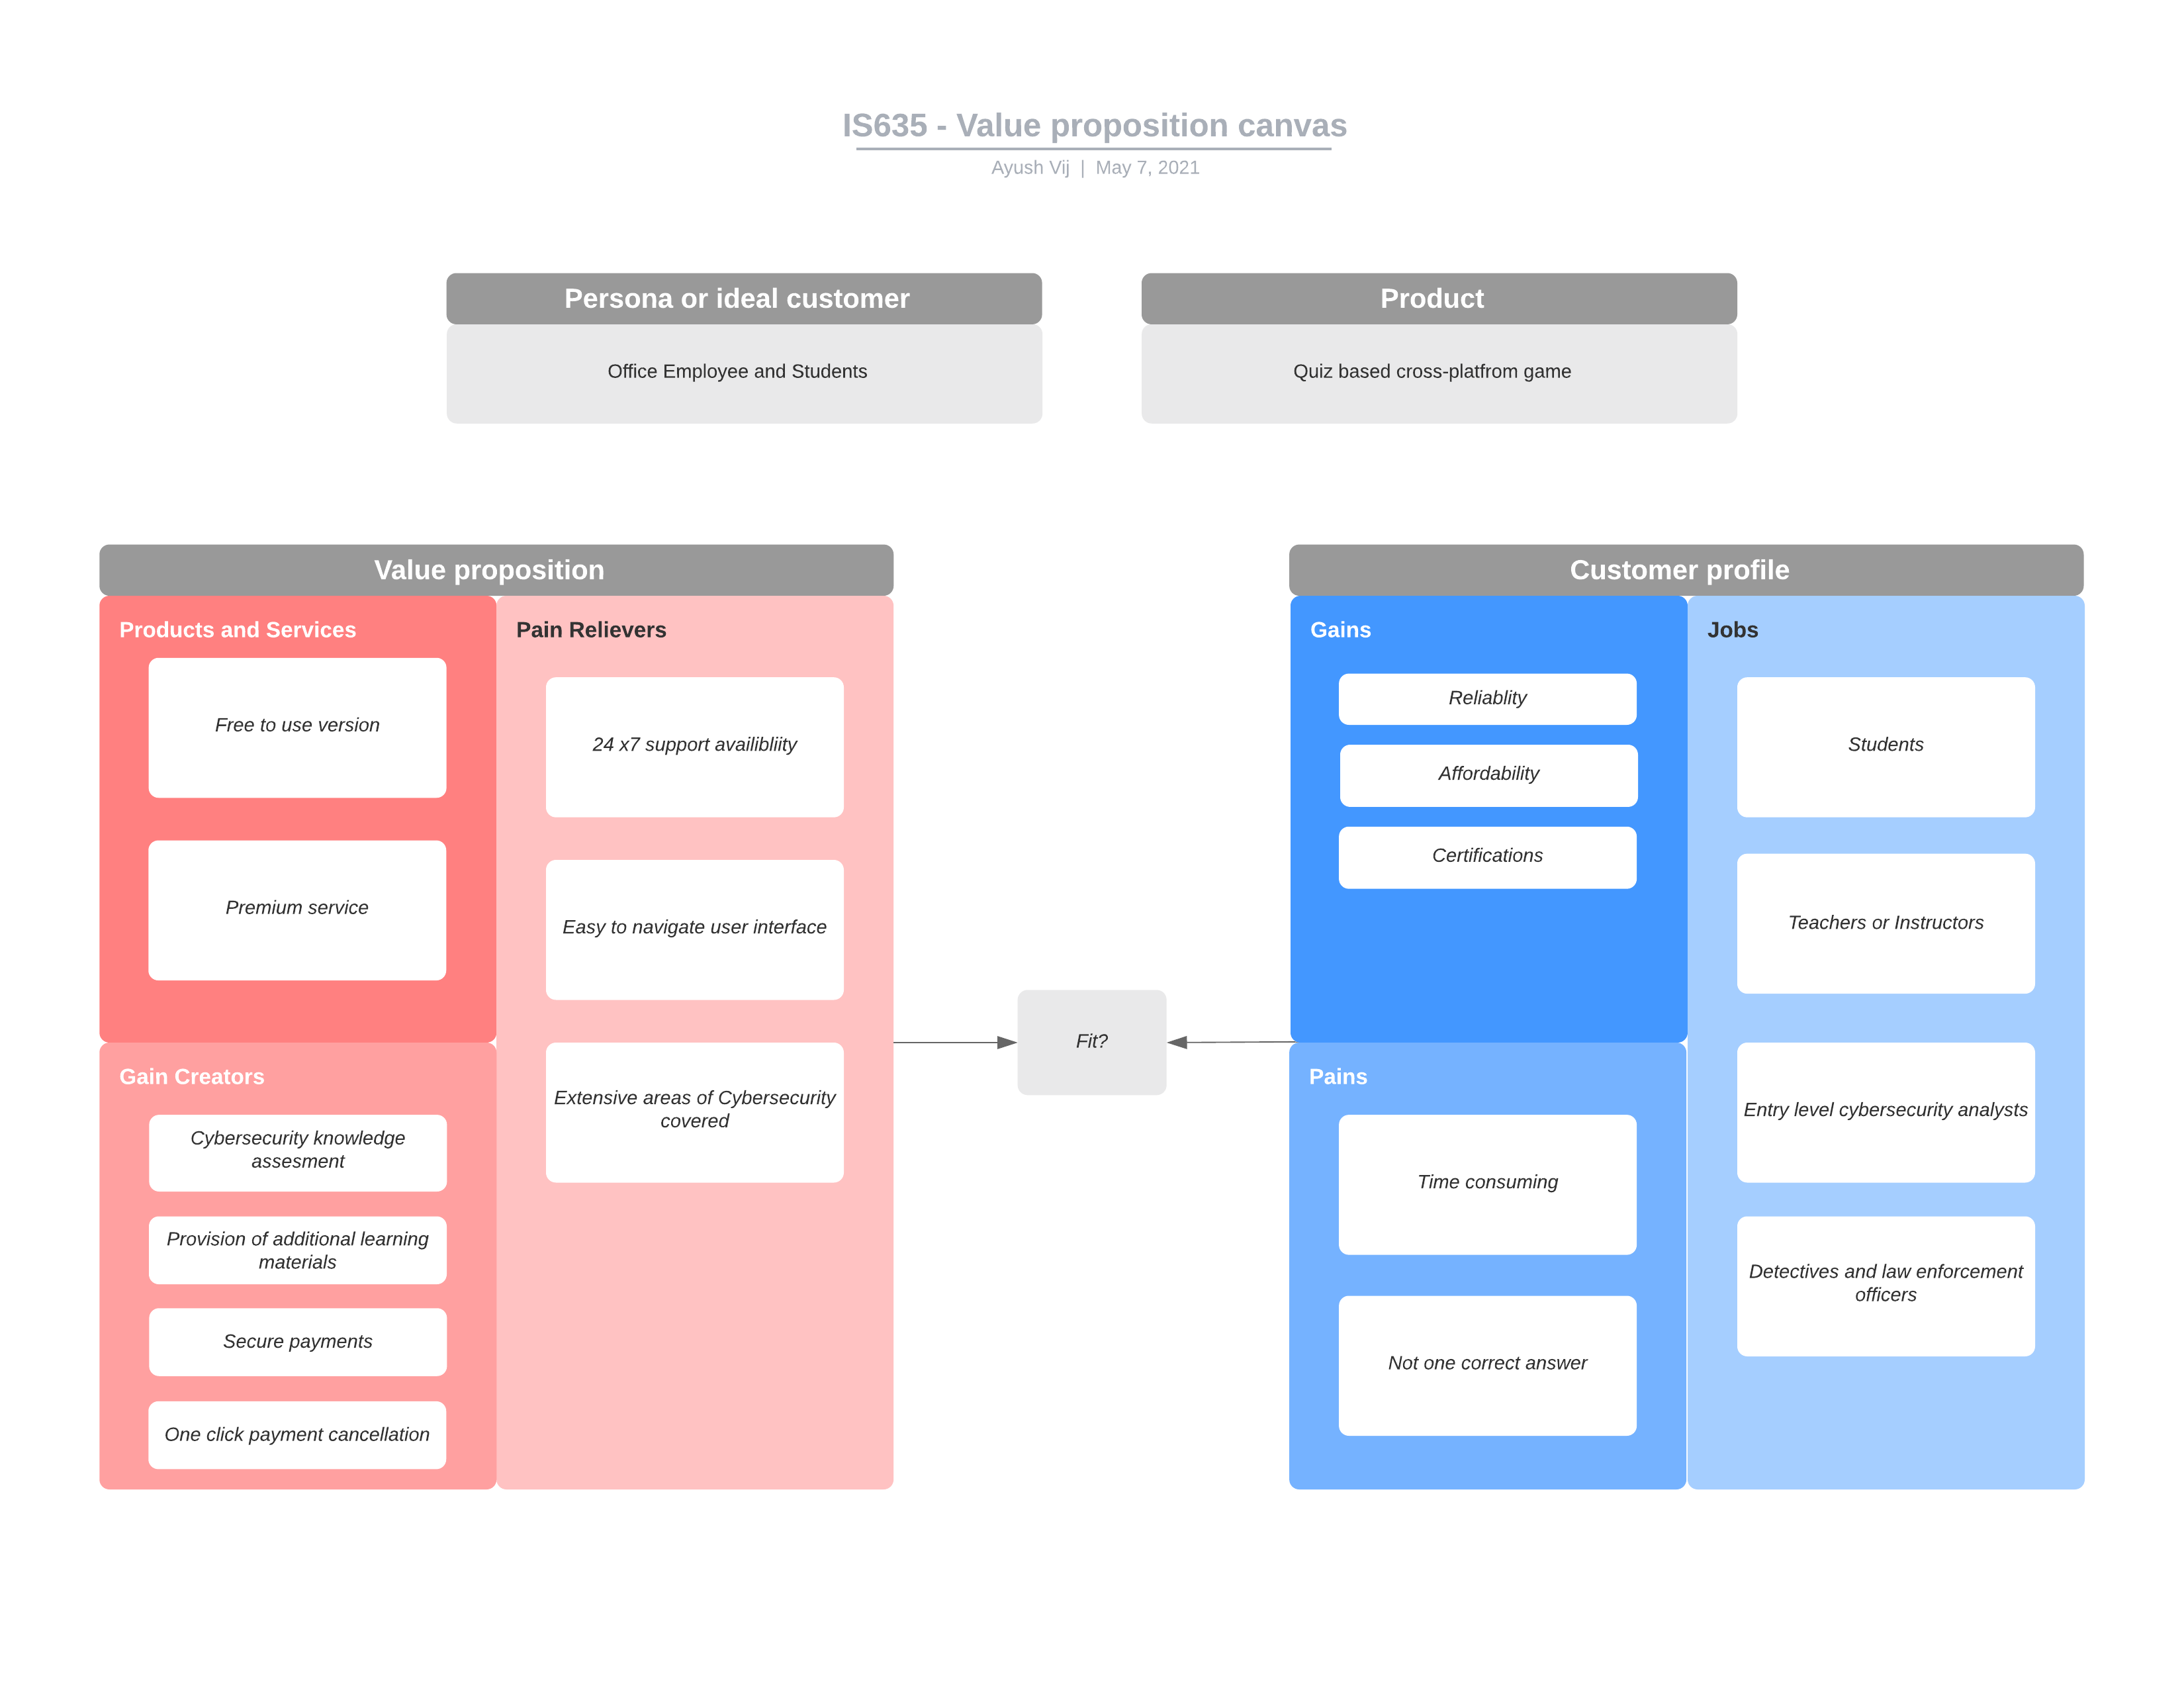 IS635 - Value proposition canvas
Ayush Vij | May 7, 2021
Persona or ideal customer
Office Employee and Students
Product
Quiz based cross-platfrom game
Value proposition
Products and Services
Free to use version
Premium service
Gain Creators
Cybersecurity knowledge
assesment
Provision of additional learning
materials
Secure payments
One click payment cancellation
Pain Relievers
24 x7 support availibliity
Easy to navigate user interface
Extensive areas of Cybersecurity
covered
Fit?
Customer profile
Gains
Reliablity
Affordability
Certifications
Pains
Time consuming
Not one correct answer
Jobs
Students
Teachers or Instructors
Entry level cybersecurity analysts
Detectives and law enforcement
officers